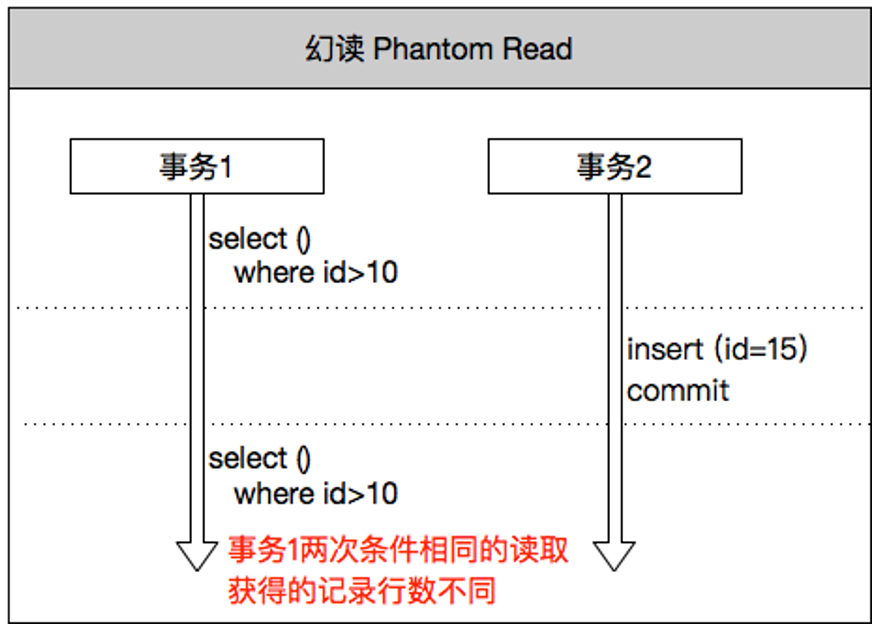 幻读 Phantom Read
事务1
事务2
select ()
where id>10
insert (id=15)
commit
select ()
where id>10
事务1两次条件相同的读取
获得的记录行数不同